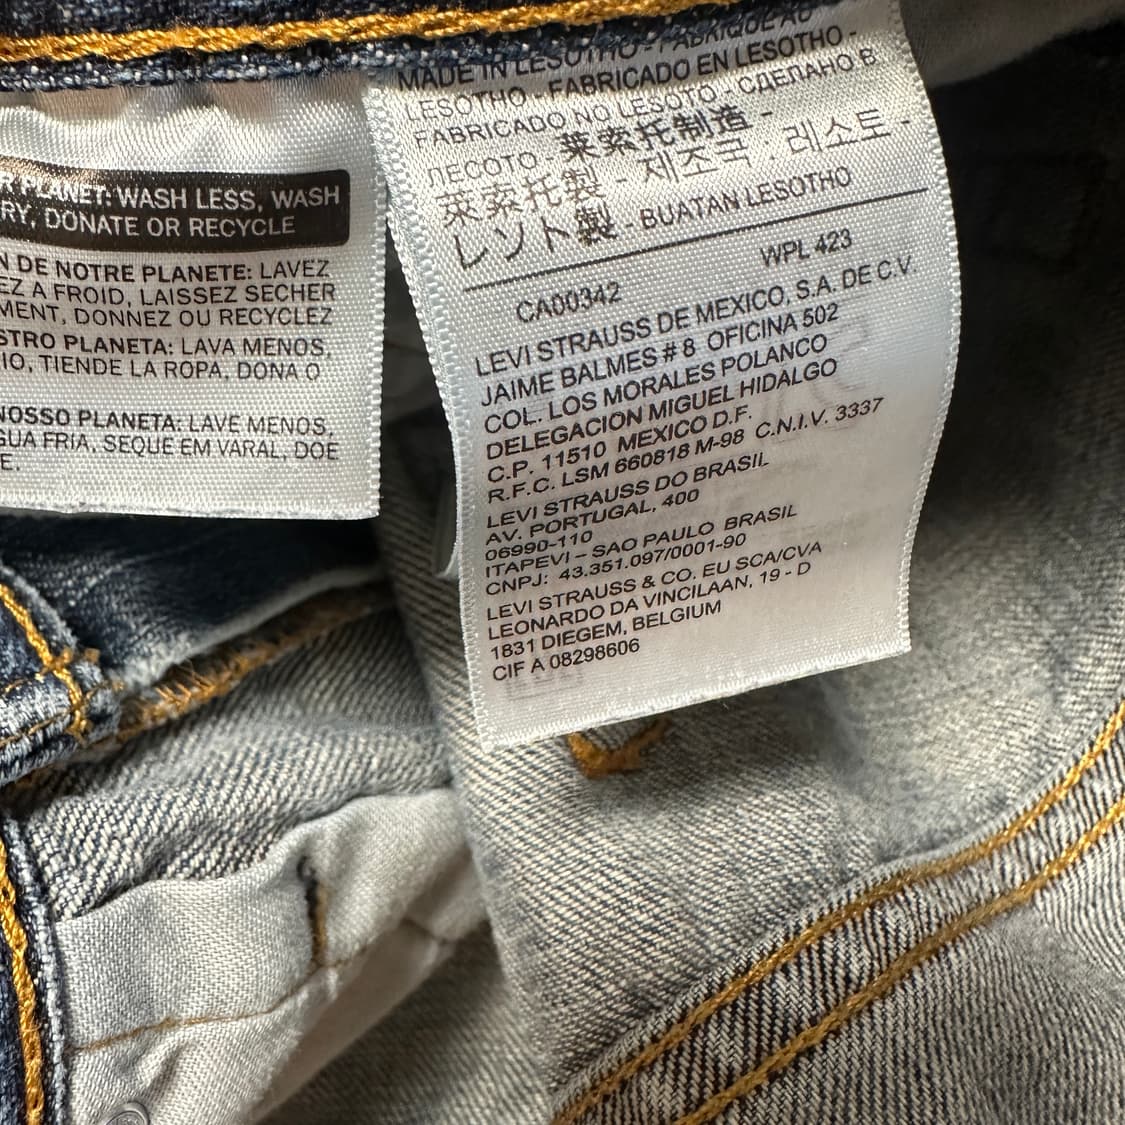 R PLANET: WASH LESS, WASH
RY, DONATE OR RECYCLE
N DE NOTRE PLANETE: LAVEZ
EZ A FROID, LAISSEZ SECHER
MENT, DONNEZ OU RECYCLEZ
STRO PLANETA: LAVA MENOS,
IO, TIENDE LA ROPA, DONA O
NOSSO PLANETA: LAVE MENOS,
GUA FRIA, SEQUE EM VARAL, DOE
E.
MADE IN LESOTHO - FABRIQUE AU
LESOTHO - FABRICADO EN LESOTHO -
FABRICADO NO LESOTO - СДЕЛАНО В
ЛЕСОТО - 莱索托制造 -
萊索托製 - 제조국 : 레소토 -
レソト製 - BUATAN LESOTHO
WPL 423
CA00342
LEVI STRAUSS DE MEXICO, S.A. DE C.V.
JAIME BALMES # 8 OFICINA 502
COL. LOS MORALES POLANCO
DELEGACION MIGUEL HIDALGO
C.P. 11510 MEXICO D.F.
R.F.C. LSM 660818 M-98 C.N.I.V. 3337
LEVI STRAUSS DO BRASIL
AV. PORTUGAL, 400
06990-110
ITAPEVI – SAO PAULO BRASIL
CNPJ: 43.351.097/0001-90
LEVI STRAUSS & CO. EU SCA/CVA
LEONARDO DA VINCILAAN, 19 - D
1831 DIEGEM, BELGIUM
CIF A 08298606